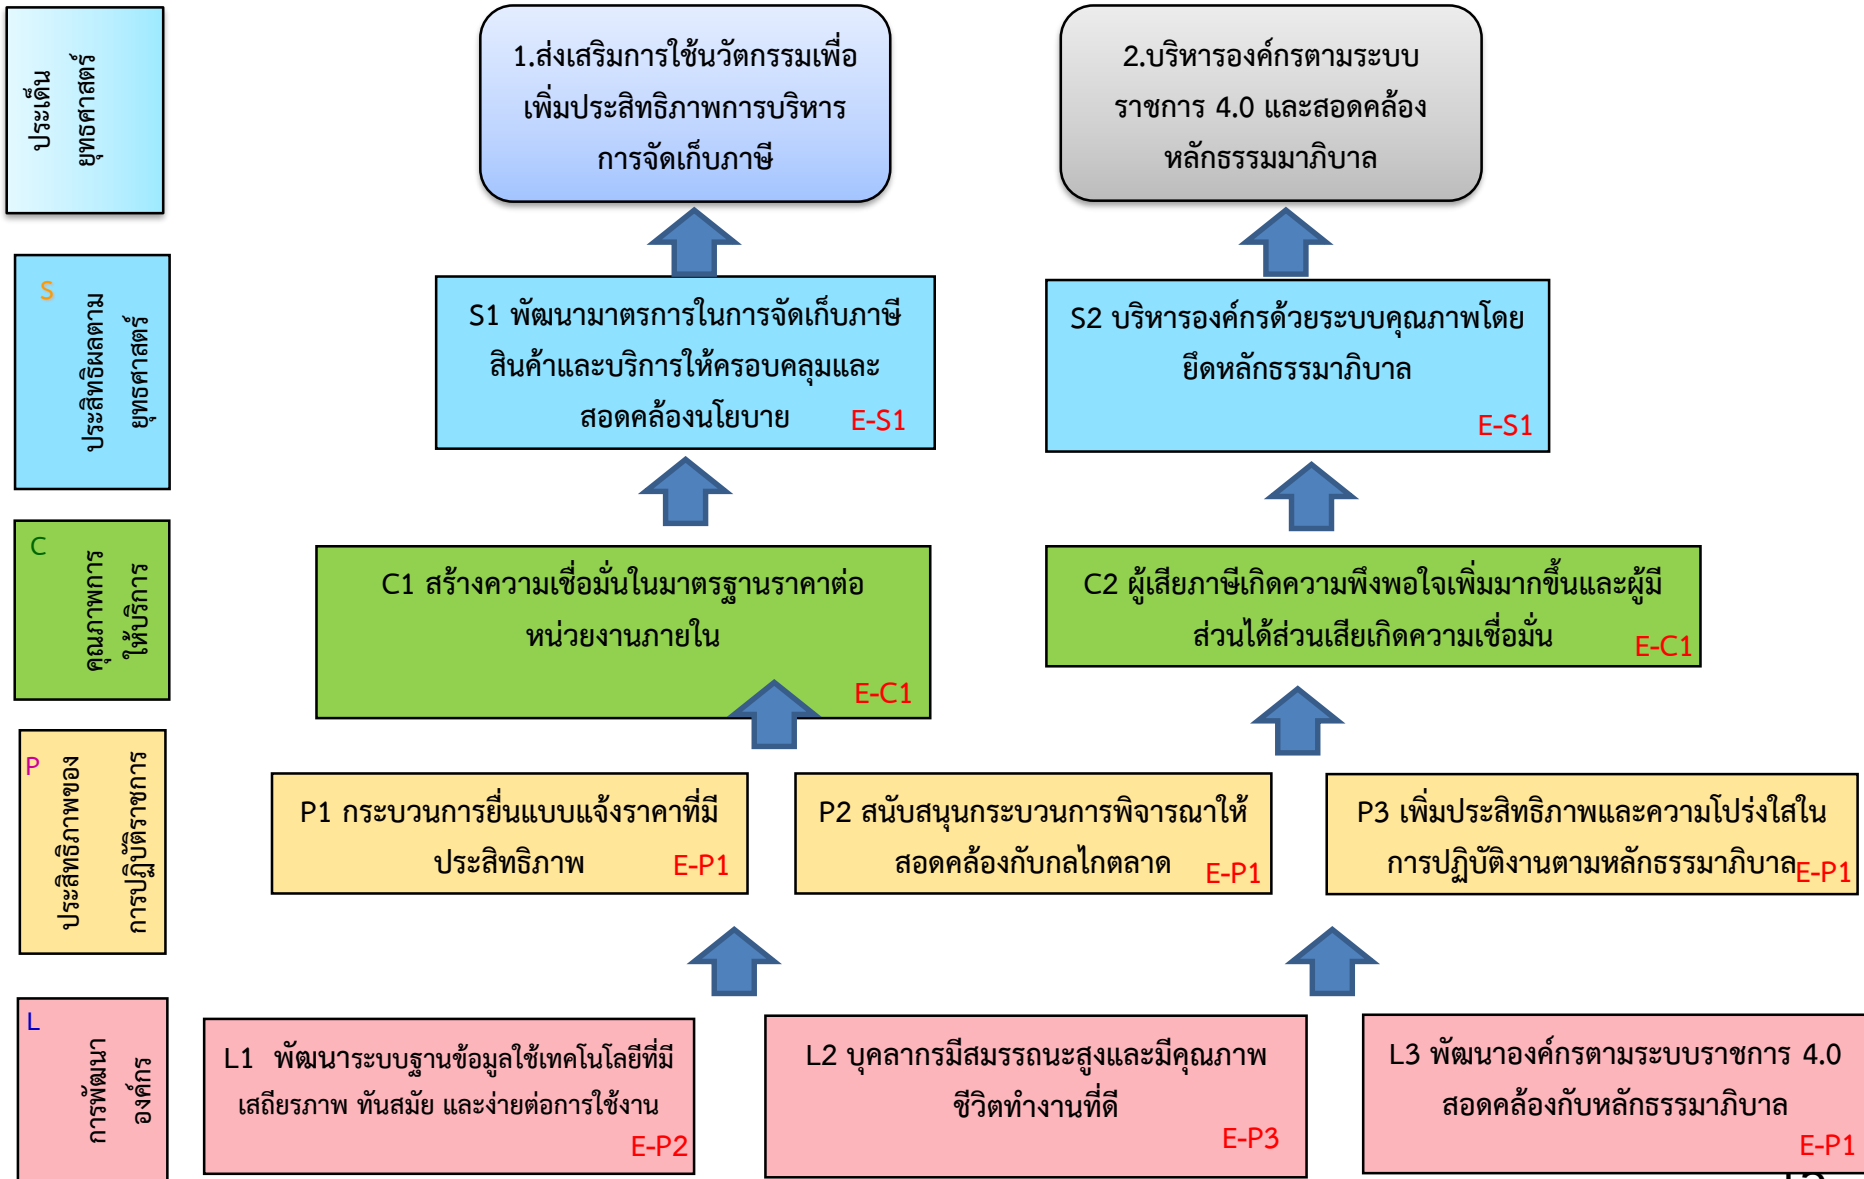 ประเด็น
ยุทธศาสตร์
1.ส่งเสริมการใช้นวัตกรรมเพื่อ
เพิ่มประสิทธิภาพการบริหาร
การจัดเก็บภาษี
2.บริหารองค์กรตามระบบ
ราชการ 4.0 และสอดคล้อง
หลักธรรมมาภิบาล
S
ประสิทธิผลตาม
ยุทธศาสตร์
S1 พัฒนามาตรการในการจัดเก็บภาษี
สินค้าและบริการให้ครอบคลุมและ
สอดคล้องนโยบาย
E-S1
S2 บริหารองค์กรด้วยระบบคุณภาพโดย
ยึดหลักธรรมาภิบาล
E-S1
C
คุณภาพการ
ให้บริการ
C1 สร้างความเชื่อมั่นในมาตรฐานราคาต่อ
หน่วยงานภายใน
E-C1
C2 ผู้เสียภาษีเกิดความพึงพอใจเพิ่มมากขึ้นและผู้มี
ส่วนได้ส่วนเสียเกิดความเชื่อมั่น
E-C1
P
ประสิทธิภาพของ
การปฏิบัติราชการ
P1 กระบวนการยื่นแบบแจ้งราคาที่มี
ประสิทธิภาพ
E-P1
P2 สนับสนุนกระบวนการพิจารณาให้
สอดคล้องกับกลไกตลาด
E-P1
P3 เพิ่มประสิทธิภาพและความโปร่งใสใน
การปฏิบัติงานตามหลักธรรมาภิบาล
E-P1
L
การพัฒนา
องค์กร
L1 พัฒนาระบบฐานข้อมูลใช้เทคโนโลยีที่มี
เสถียรภาพ ทันสมัย และง่ายต่อการใช้งาน
E-P2
L2 บุคลากรมีสมรรถนะสูงและมีคุณภาพ
ชีวิตทำงานที่ดี
E-P3
L3 พัฒนาองค์กรตามระบบราชการ 4.0
สอดคล้องกับหลักธรรมาภิบาล
E-P1